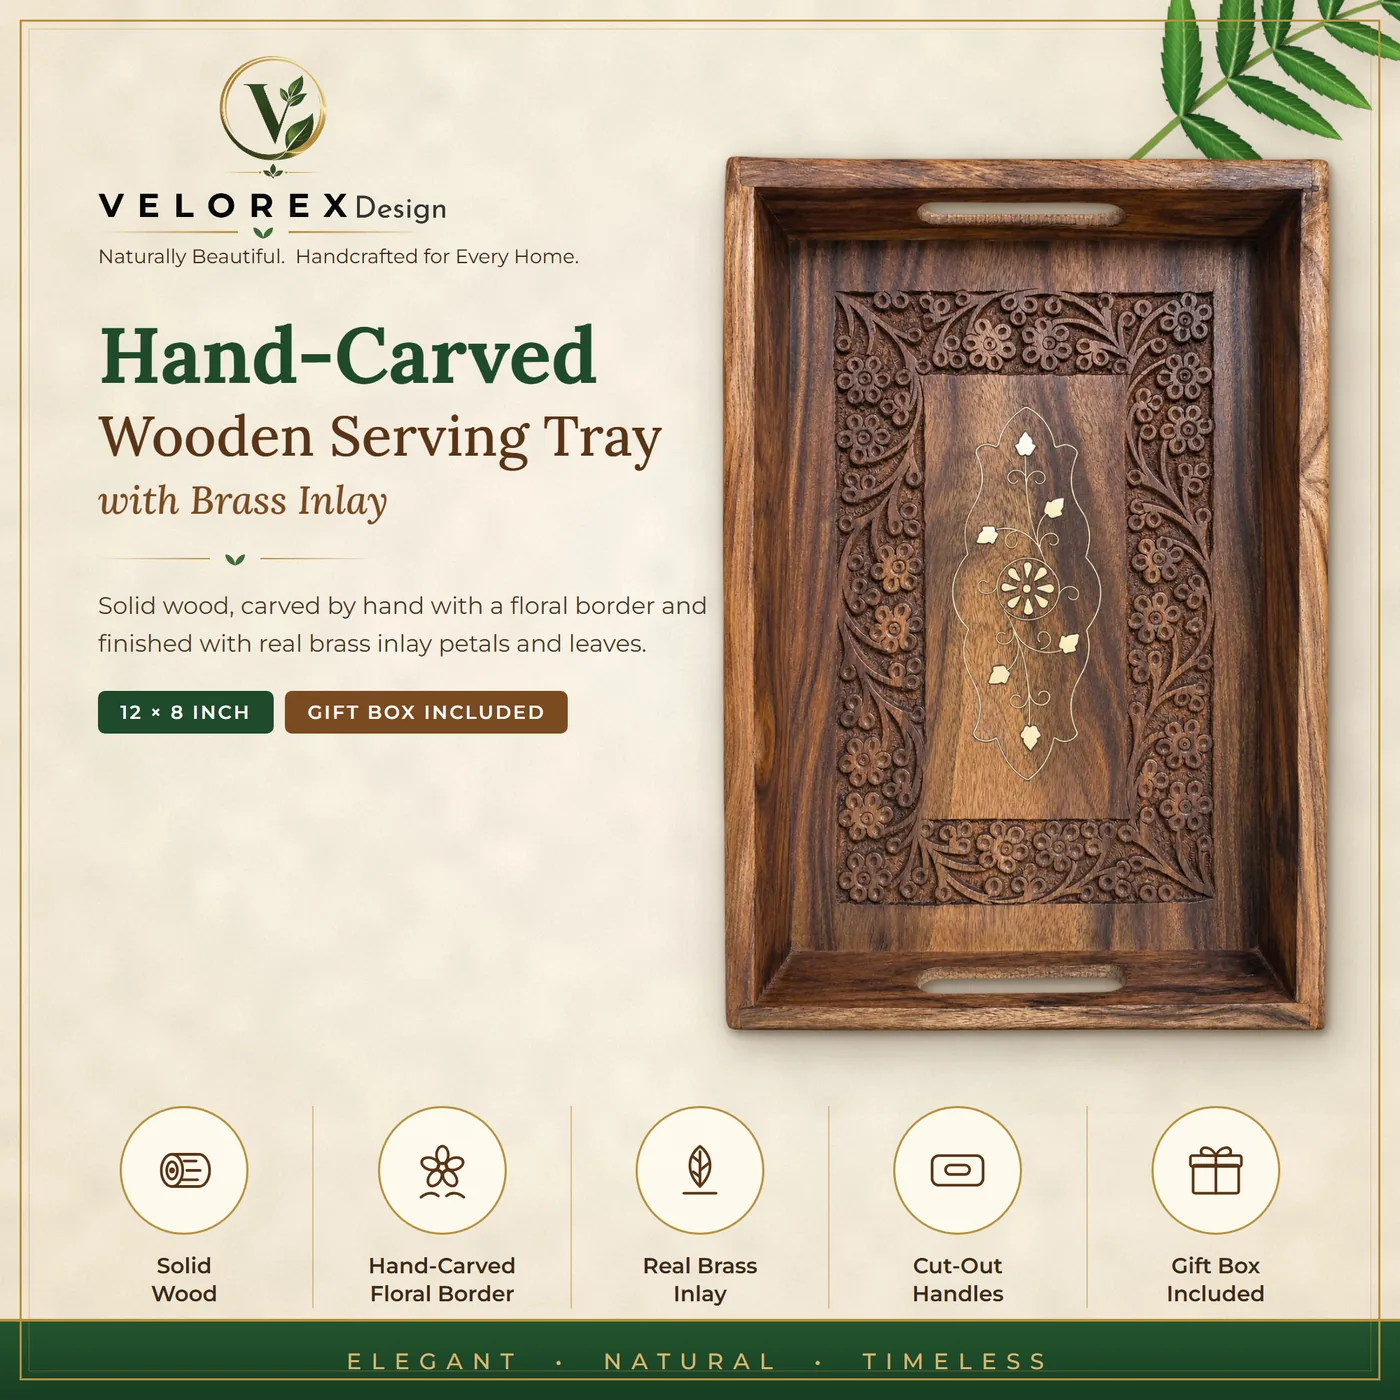 V
VELOREX Design
Naturally Beautiful. Handcrafted for Every Home.
Hand-Carved
Wooden Serving Tray
with Brass Inlay
Solid wood, carved by hand with a floral border and
finished with real brass inlay petals and leaves.
12 × 8 INCH
GIFT BOX INCLUDED
Solid
Wood
Hand-Carved
Floral Border
Real Brass
Inlay
Cut-Out
Handles
Gift Box
Included
ELEGANT · NATURAL · TIMELESS